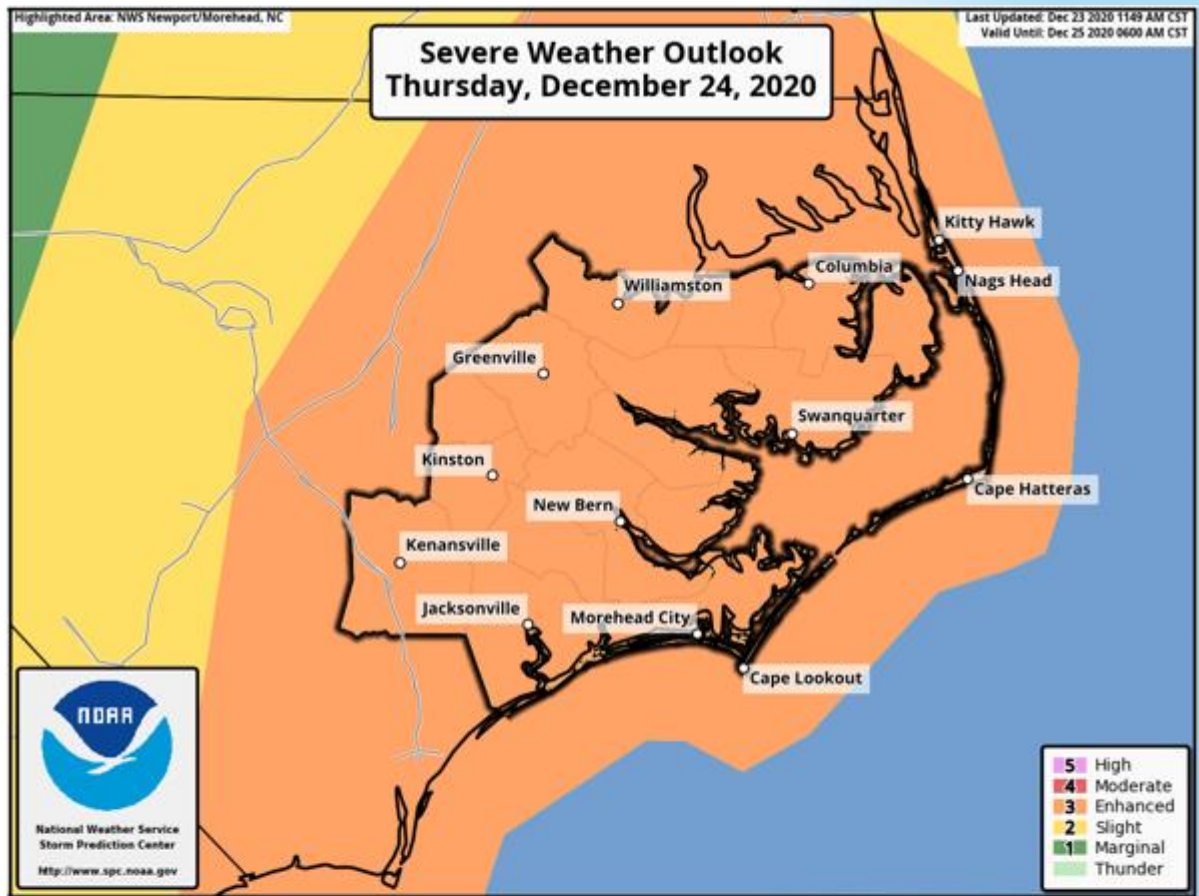 Highlighted Area: NWS Newport/Morehead, NC
Last Updated: Dec 23 2020 1149 AM CST
Valid Until: Dec 25 2020 0600 AM CST
Severe Weather Outlook
Thursday, December 24, 2020
Kitty Hawk
Columbia
Nags Head
Williamston
Greenville
Swanquarter
Kinston
Cape Hatteras
New Bern
Kenansville
Jacksonville
Morehead City
Cape Lookout
NOAA
National Weather Service
Storm Prediction Center
http://www.spc.noaa.gov
5 High
4 Moderate
3 Enhanced
2 Slight
1 Marginal
Thunder